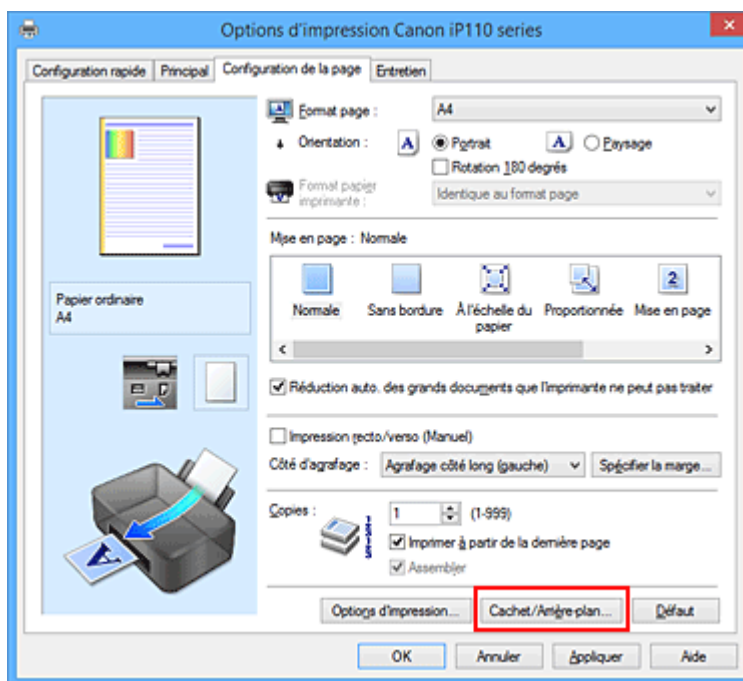 Options d'impression Canon iP110 series
Configuration rapide Principal Configuration de la page Entretien
Format page : A4
Orientation : A Portrait A Paysage
Rotation 180 degrés
Format papier imprimante : Identique au format page
Mise en page : Normale
2
Normale Sans bordure À l'échelle du papier Proportionnée Mise en page
Papier ordinaire
A4
Réduction auto. des grands documents que l'imprimante ne peut pas traiter
Impression recto/verso (Manuel)
Côté d'agrafage : Agrafage côté long (gauche) Spécifier la marge...
Copies : 1 (1-999)
Imprimer à partir de la dernière page
Assembler
A
Options d'impression... Cachet/Arrière-plan... Défaut
OK Annuler Appliquer Aide